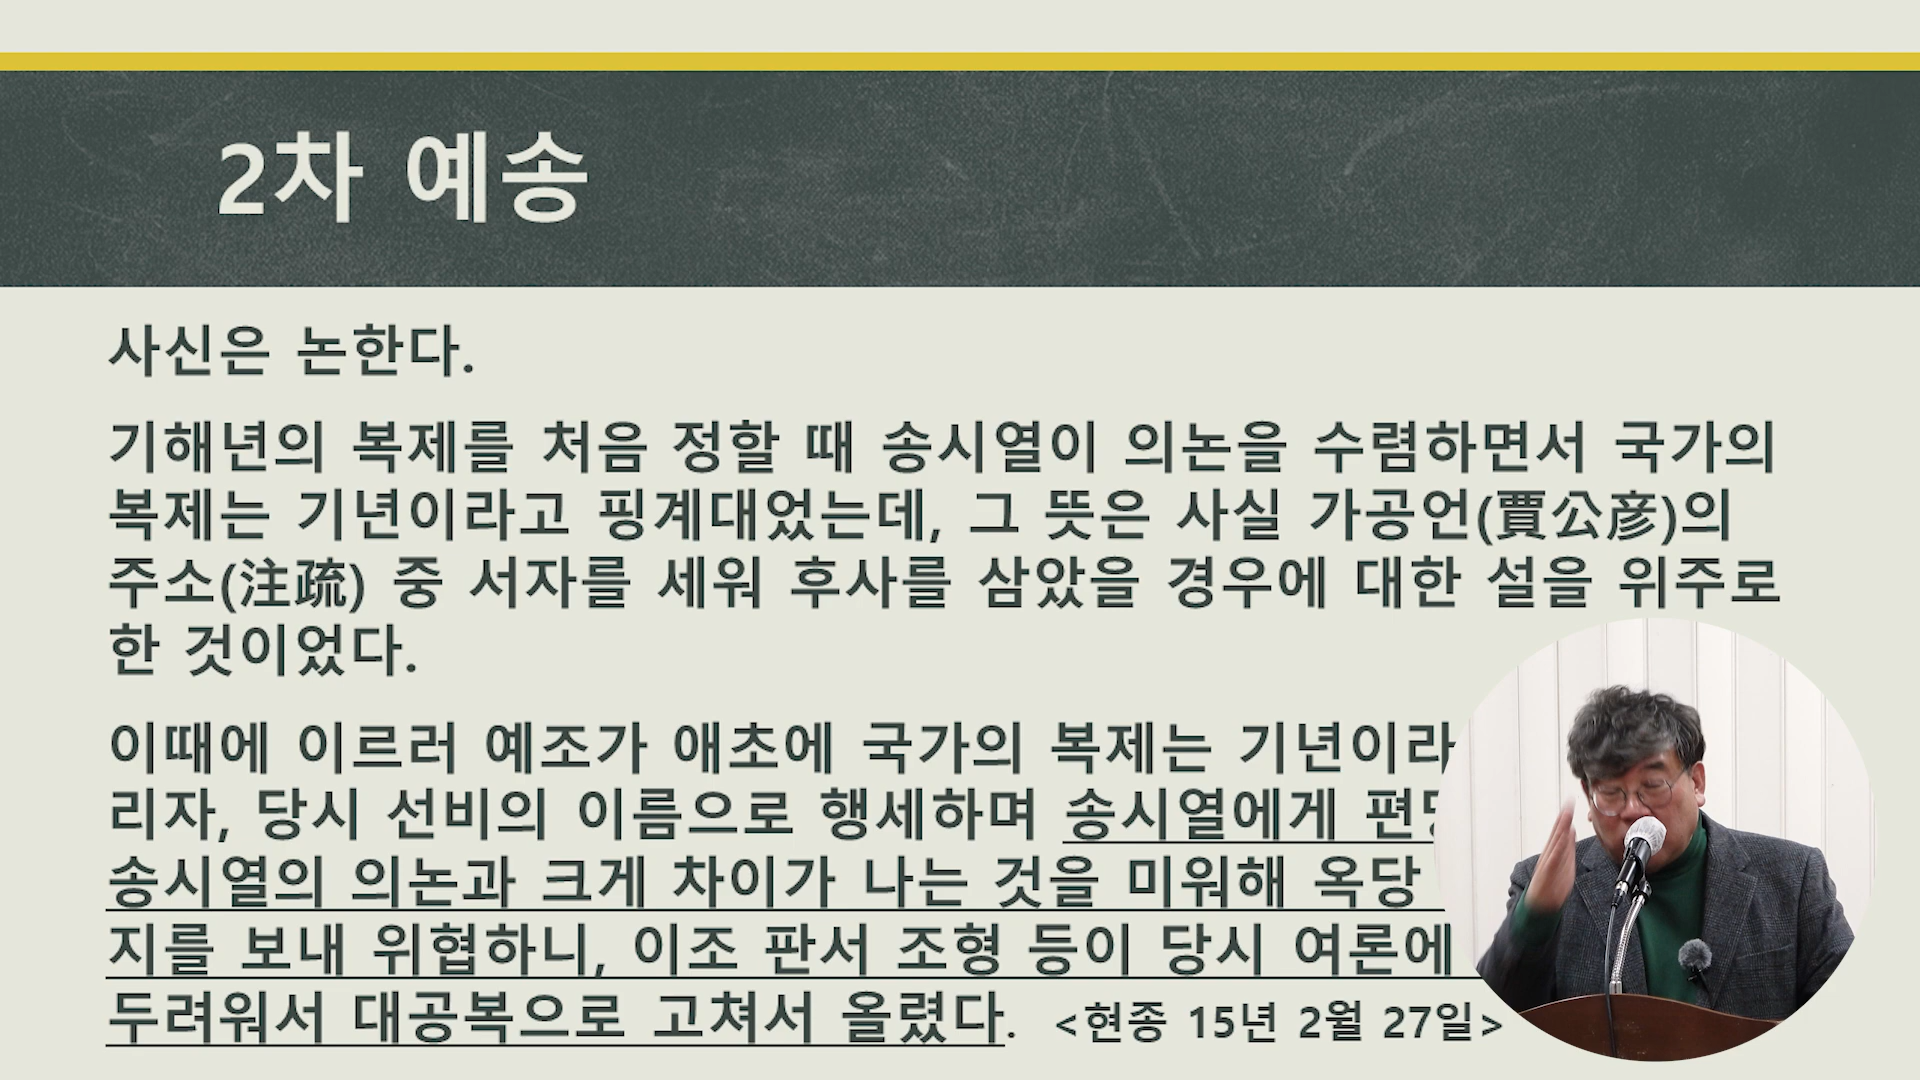 2차 예송
사신은 논한다.
기해년의 복제를 처음 정할 때 송시열이 의논을 수렴하면서 국가의
복제는 기년이라고 핑계대었는데, 그 뜻은 사실 가공언(賈公彦)의
주소(注疏) 중 서자를 세워 후사를 삼았을 경우에 대한 설을 위주로
한 것이었다.
이때에 이르러 예조가 애초에 국가의 복제는 기년이라
리자, 당시 선비의 이름으로 행세하며 송시열에게
송시열의 의논과 크게 차이가 나는 것을 미워해 옥당
지를 보내 위협하니, 이조 판서 조형 등이 당시 여론에
두려워서 대공복으로 고쳐서 올렸다. <현종 15년 2월 27일>